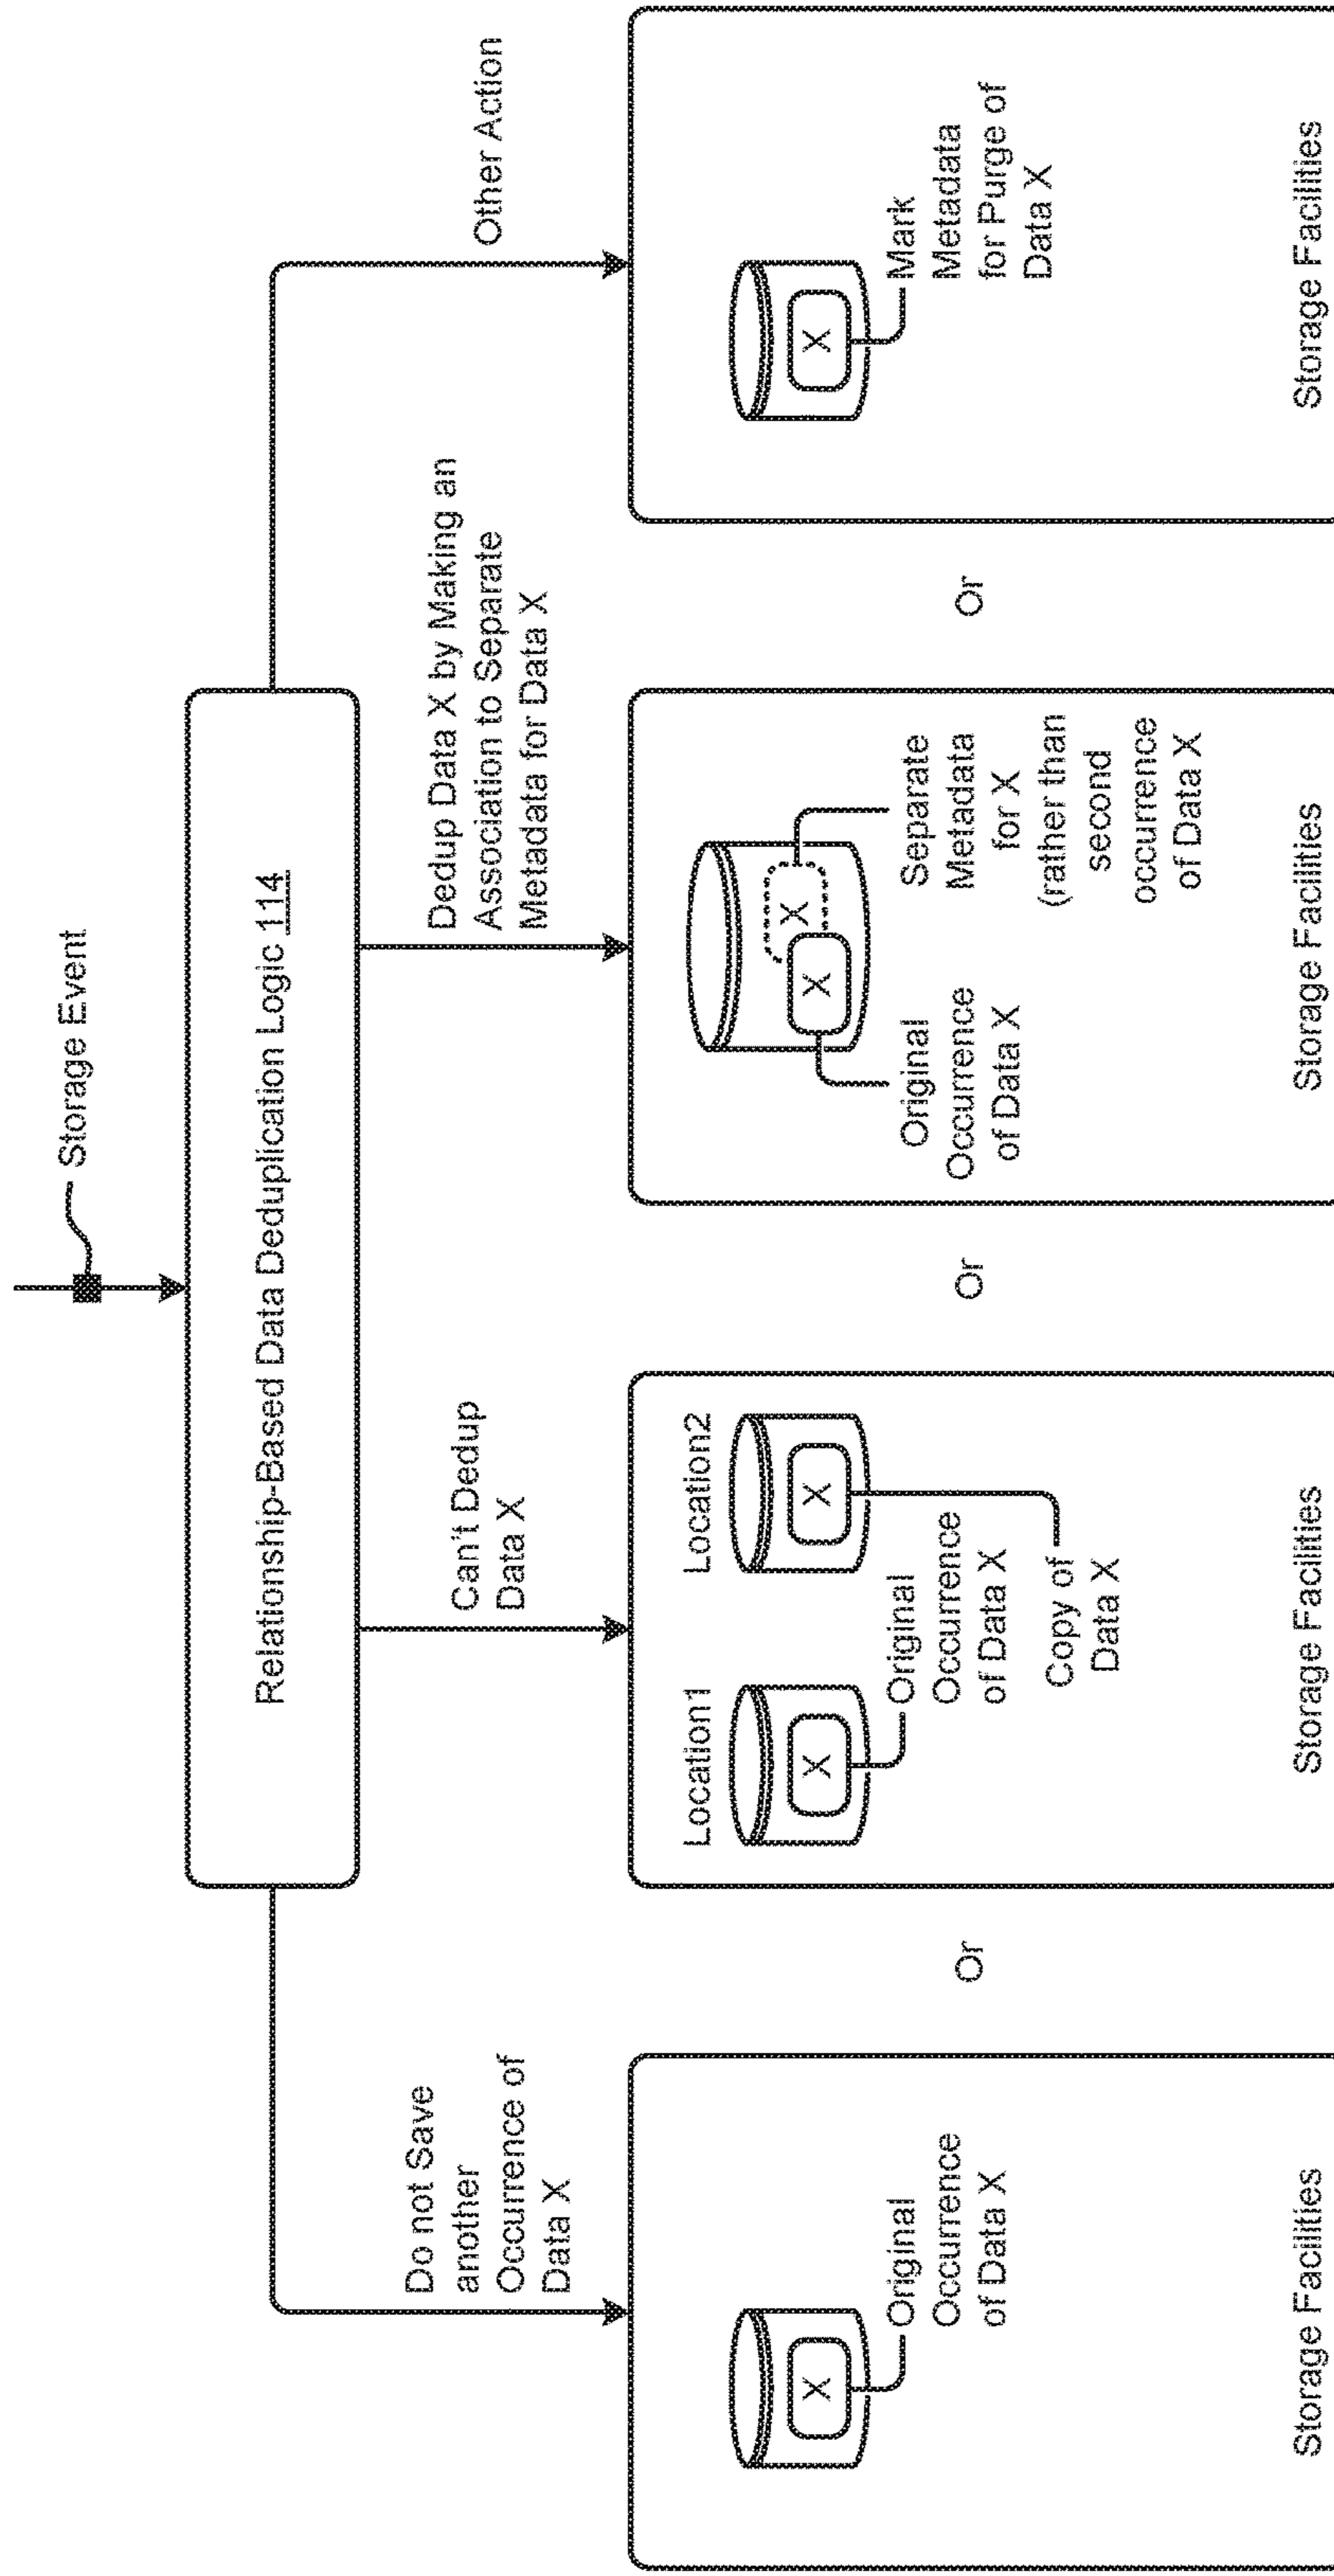 Storage Event
Relationship-Based Data Deduplication Logic 114
Do not Save
another
Occurrence of
Data X
Can't Dedup
Data X
Dedup Data X by Making an
Association to Separate
Metadata for Data X
Other Action
X
Original
Occurrence
of Data X
Storage Facilities
Or
Location1
X
Original
Occurrence
of Data X
Location2
X
Copy of
Data X
Storage Facilities
Or
X
X
Original
Occurrence
of Data X
Separate
Metadata
for X
(rather than
second
occurrence
of Data X
Storage Facilities
Or
X
Mark
Metadata
for Purge of
Data X
Storage Facilities